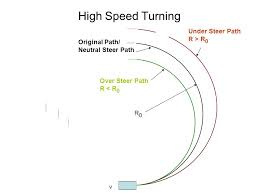 High Speed Turning
Under Steer Path
R > R0
Original Path/
Neutral Steer Path
Over Steer Path
R < R0
R0
v